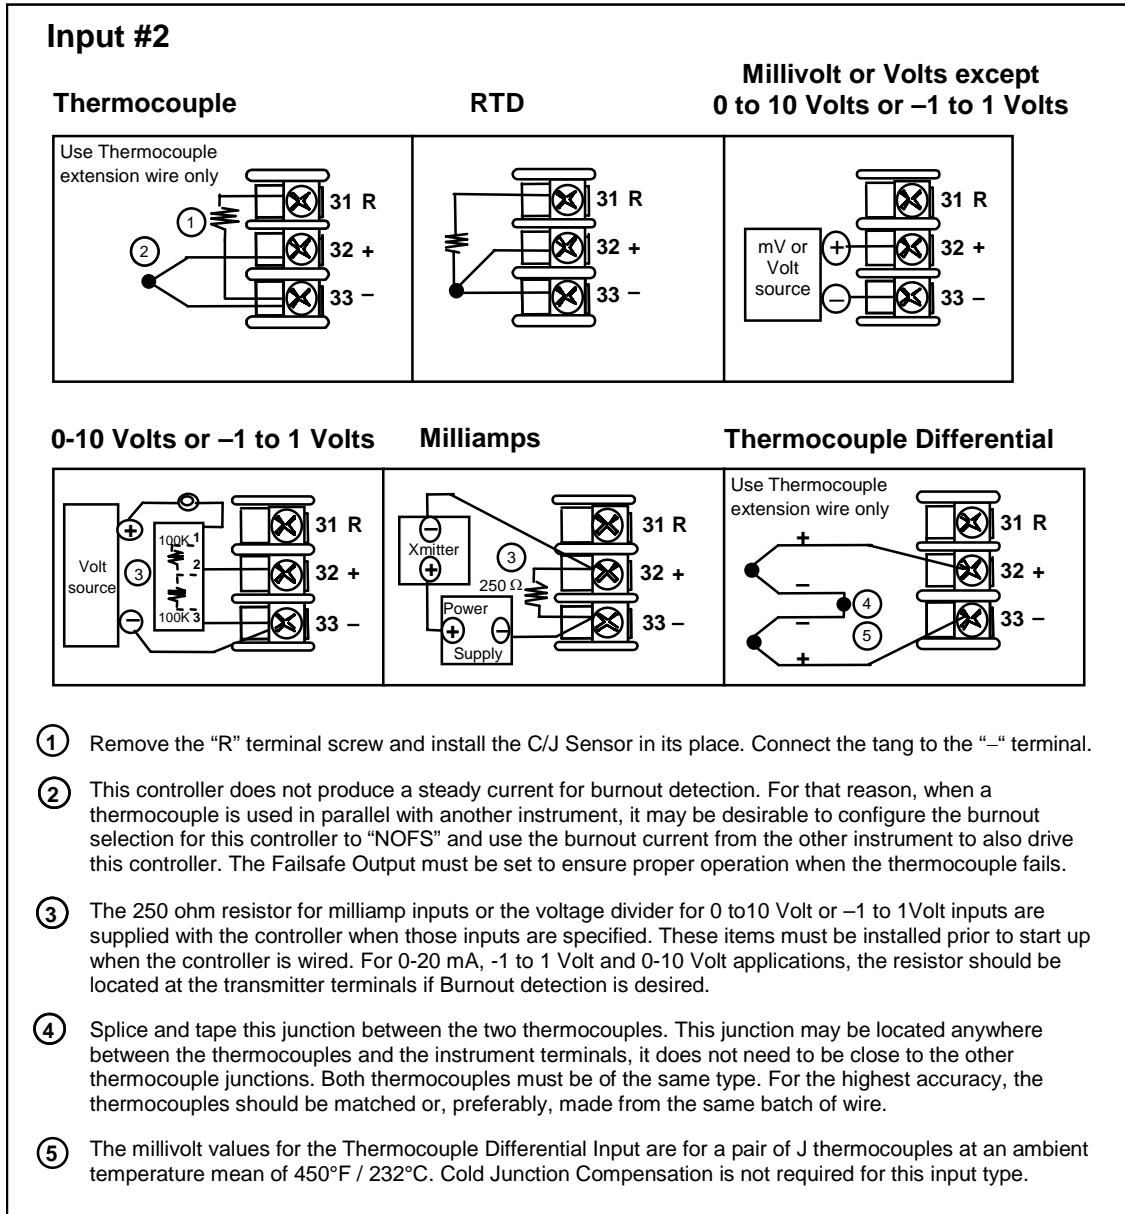 Input #2
Thermocouple
RTD
Millivolt or Volts except
0 to 10 Volts or –1 to 1 Volts
Use Thermocouple
extension wire only
1
2
31 R
32 +
33 –
31 R
32 +
33 –
mV or
Volt
source
+
–
31 R
32 +
33 –
0-10 Volts or –1 to 1 Volts
Milliamps
Thermocouple Differential
Volt
source
+
–
3
100K 1
2
100K 3
31 R
32 +
33 –
–
Xmitter
+
3
250 Ω
Power
+ –
Supply
31 R
32 +
33 –
Use Thermocouple
extension wire only
+
–
–
+
4
5
31 R
32 +
33 –
1 Remove the “R” terminal screw and install the C/J Sensor in its place. Connect the tang to the “–“ terminal.
2 This controller does not produce a steady current for burnout detection. For that reason, when a
thermocouple is used in parallel with another instrument, it may be desirable to configure the burnout
selection for this controller to “NOFS” and use the burnout current from the other instrument to also drive
this controller. The Failsafe Output must be set to ensure proper operation when the thermocouple fails.
3 The 250 ohm resistor for milliamp inputs or the voltage divider for 0 to10 Volt or –1 to 1Volt inputs are
supplied with the controller when those inputs are specified. These items must be installed prior to start up
when the controller is wired. For 0-20 mA, -1 to 1 Volt and 0-10 Volt applications, the resistor should be
located at the transmitter terminals if Burnout detection is desired.
4 Splice and tape this junction between the two thermocouples. This junction may be located anywhere
between the thermocouples and the instrument terminals, it does not need to be close to the other
thermocouple junctions. Both thermocouples must be of the same type. For the highest accuracy, the
thermocouples should be matched or, preferably, made from the same batch of wire.
5 The millivolt values for the Thermocouple Differential Input are for a pair of J thermocouples at an ambient
temperature mean of 450°F / 232°C. Cold Junction Compensation is not required for this input type.